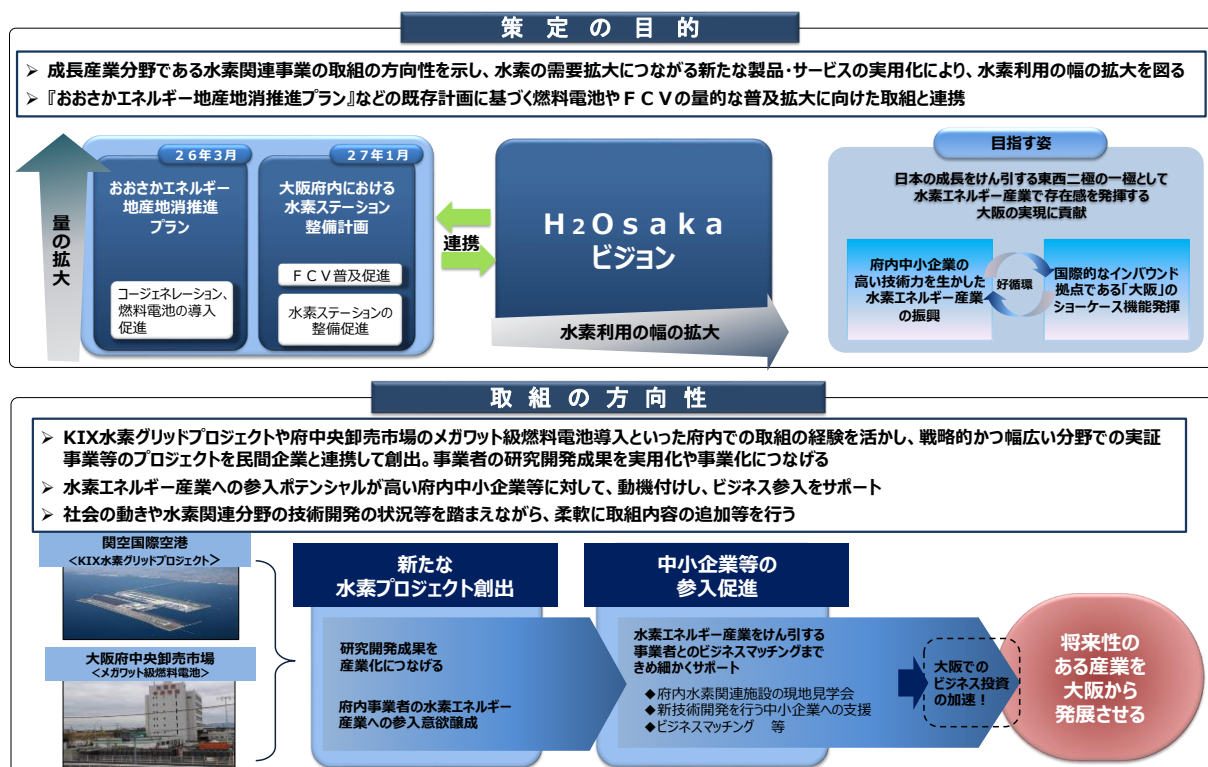 策定の目的
➢ 成長産業分野である水素関連事業の取組の方向性を示し、水素の需要拡大につながる新たな製品・サービスの実用化により、水素利用の幅の拡大を図る
➢ 『おおさかエネルギー地産地消推進プラン』などの既存計画に基づく燃料電池やＦＣＶの量的な普及拡大に向けた取組と連携
量の拡大
２６年３月
おおさかエネルギー
地産地消推進
プラン
コージェネレーション、
燃料電池の導入
促進
２７年１月
大阪府内における
水素ステーション
整備計画
ＦＣＶ普及促進
水素ステーションの
整備促進
連携
Ｈ２Ｏｓａｋａ
ビジョン
水素利用の幅の拡大
目指す姿
日本の成長をけん引する東西二極の一極として
水素エネルギー産業で存在感を発揮する
大阪の実現に貢献
府内中小企業の
高い技術力を生かした
水素エネルギー産業
の振興
好循環
国際的なインバウンド
拠点である「大阪」の
ショーケース機能発揮
取組の方向性
➢ KIX水素グリッドプロジェクトや府中央卸売市場のメガワット級燃料電池導入といった府内での取組の経験を活かし、戦略的かつ幅広い分野での実証
事業等のプロジェクトを民間企業と連携して創出。事業者の研究開発成果を実用化や事業化につなげる
➢ 水素エネルギー産業への参入ポテンシャルが高い府内中小企業等に対して、動機付けし、ビジネス参入をサポート
➢ 社会の動きや水素関連分野の技術開発の状況等を踏まえながら、柔軟に取組内容の追加等を行う
関空国際空港
＜KIX水素グリッドプロジェクト＞
大阪府中央卸売市場
＜メガワット級燃料電池＞
新たな
水素プロジェクト創出
研究開発成果を
産業化につなげる
府内事業者の水素エネルギー
産業への参入意欲譲成
中小企業等の
参入促進
水素エネルギー産業をけん引する
事業者とのビジネスマッチングまで
きめ細かくサポート
◆府内水素関連施設の現地見学会
◆新技術開発を行う中小企業への支援
◆ビジネスマッチング　等
大阪での
ビジネス投資
の加速！
将来性の
ある産業を
大阪から
発展させる